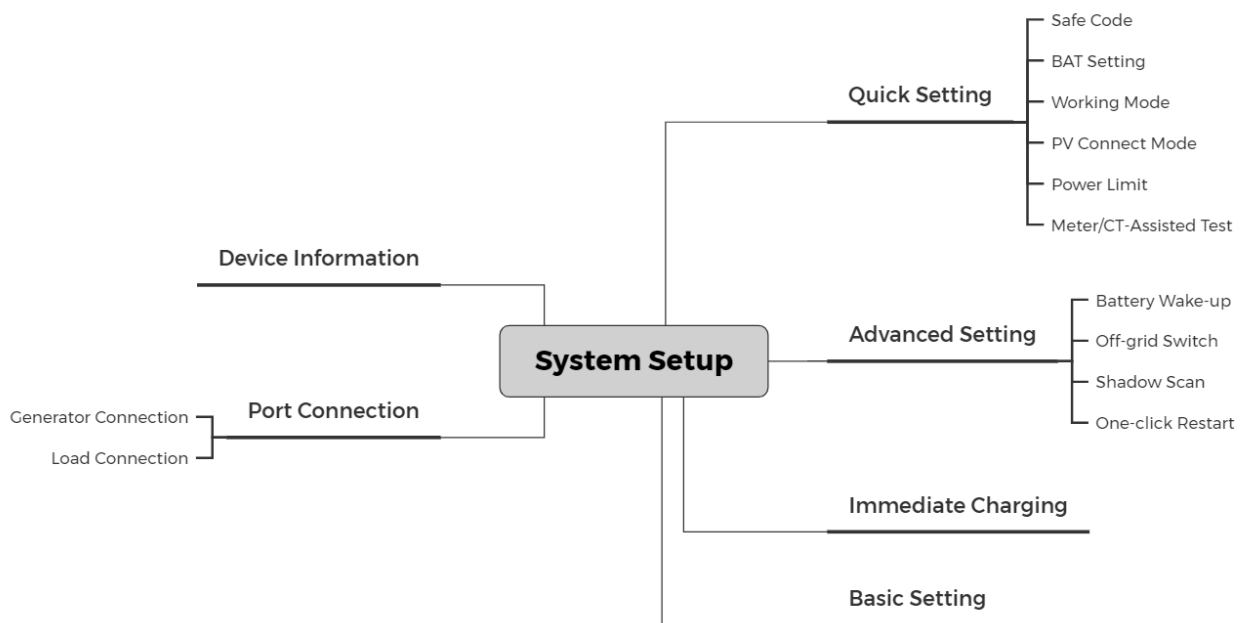 System Setup
Quick Setting
Safe Code
BAT Setting
Working Mode
PV Connect Mode
Power Limit
Meter/CT-Assisted Test
Advanced Setting
Battery Wake-up
Off-grid Switch
Shadow Scan
One-click Restart
Immediate Charging
Basic Setting
Device Information
Port Connection
Generator Connection
Load Connection